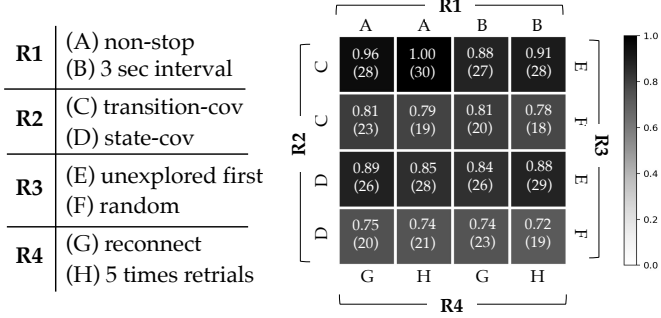 R1 (A) non-stop
(B) 3 sec interval
R2 (C) transition-cov
(D) state-cov
R3 (E) unexplored first
(F) random
R4 (G) reconnect
(H) 5 times retrials
R1
A A B B
R2
C 0.96 1.00 0.88 0.91 E
(28) (30) (27) (28)
C 0.81 0.79 0.81 0.78 F
(23) (19) (20) (18)
D 0.89 0.85 0.84 0.88 E
(26) (28) (26) (29)
D 0.75 0.74 0.74 0.72 F
(20) (21) (23) (19)
R3
G H G H
R4
1.0
0.8
0.6
0.4
0.2
0.0